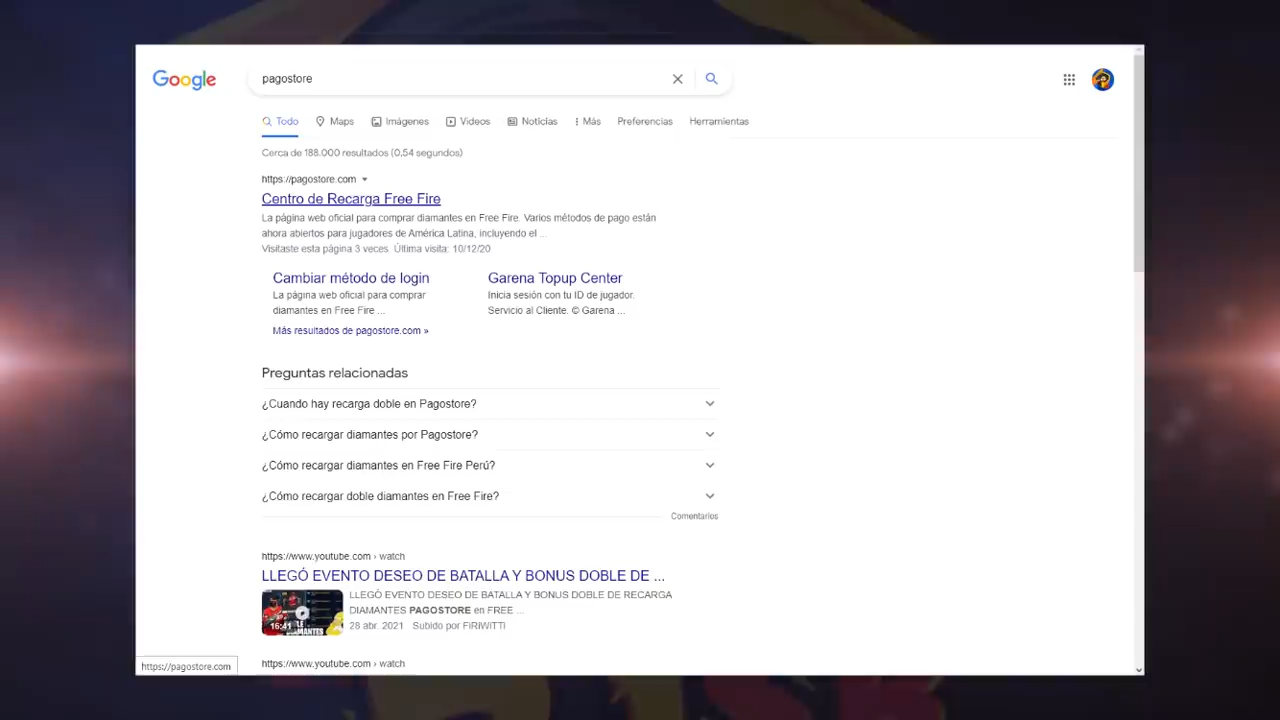 Google
pagostore
Todo Maps Imágenes Videos Noticias Más Preferencias Herramientas
Cerca de 188.000 resultados (0,54 segundos)
https://pagostore.com
Centro de Recarga Free Fire
La página web oficial para comprar diamantes en Free Fire. Varios métodos de pago están
ahora abiertos para jugadores de América Latina, incluyendo el ...
Visitaste esta página 3 veces. Última visita: 10/12/20
Cambiar método de login
La página web oficial para comprar
diamantes en Free Fire ...
Garena Topup Center
Inicia sesión con tu ID de jugador.
Servicio al Cliente. © Garena ...
Más resultados de pagostore.com »
Preguntas relacionadas
¿Cuando hay recarga doble en Pagostore?
¿Cómo recargar diamantes por Pagostore?
¿Cómo recargar diamantes en Free Fire Perú?
¿Cómo recargar doble diamantes en Free Fire?
Comentarios
https://www.youtube.com › watch
LLEGÓ EVENTO DESEO DE BATALLA Y BONUS DOBLE DE ...
16:41
LLEGÓ EVENTO DESEO DE BATALLA Y BONUS DOBLE DE RECARGA
DIAMANTES PAGOSTORE en FREE ...
28 abr. 2021 Subido por FIRIWITTI
https://www.youtube.com › watch
https://pagostore.com